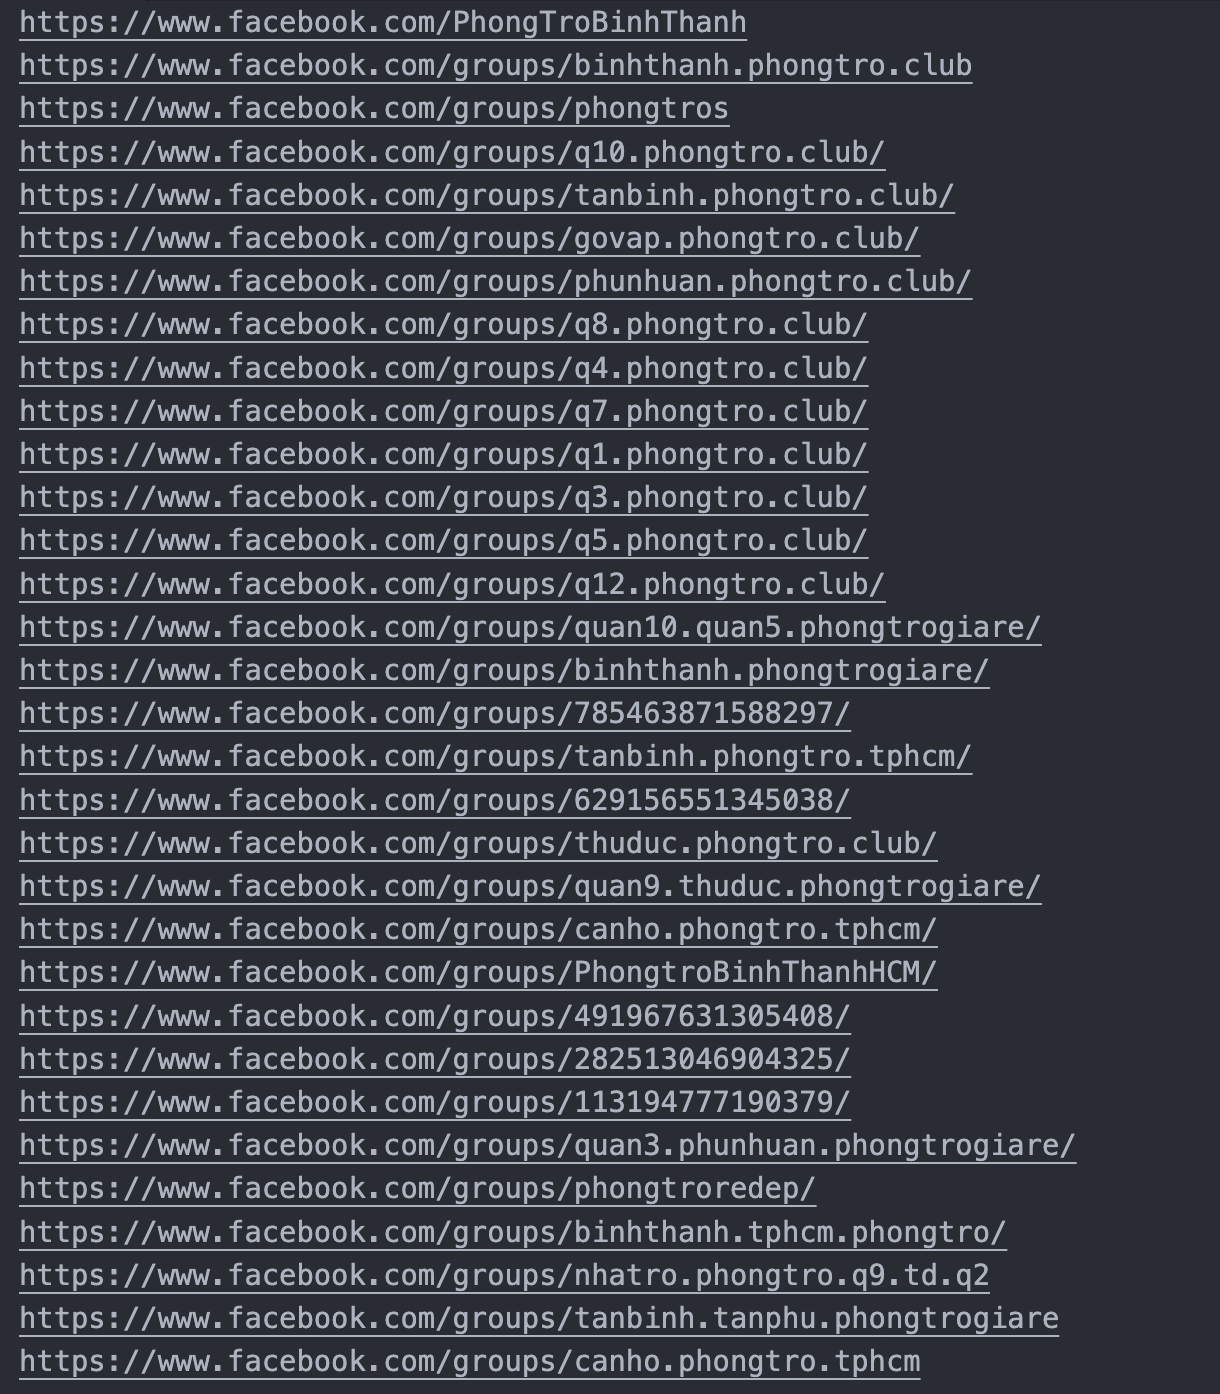 https://www.facebook.com/PhongTroBinhThanh
https://www.facebook.com/groups/binhthanh.phongtro.club
https://www.facebook.com/groups/phongtros
https://www.facebook.com/groups/q10.phongtro.club/
https://www.facebook.com/groups/tanbinh.phongtro.club/
https://www.facebook.com/groups/govap.phongtro.club/
https://www.facebook.com/groups/phunhuan.phongtro.club/
https://www.facebook.com/groups/q8.phongtro.club/
https://www.facebook.com/groups/q4.phongtro.club/
https://www.facebook.com/groups/q7.phongtro.club/
https://www.facebook.com/groups/q1.phongtro.club/
https://www.facebook.com/groups/q3.phongtro.club/
https://www.facebook.com/groups/q5.phongtro.club/
https://www.facebook.com/groups/q12.phongtro.club/
https://www.facebook.com/groups/quan10.quan5.phongtrogiare/
https://www.facebook.com/groups/binhthanh.phongtrogiare/
https://www.facebook.com/groups/785463871588297/
https://www.facebook.com/groups/tanbinh.phongtro.tphcm/
https://www.facebook.com/groups/629156551345038/
https://www.facebook.com/groups/thuduc.phongtro.club/
https://www.facebook.com/groups/quan9.thuduc.phongtrogiare/
https://www.facebook.com/groups/canho.phongtro.tphcm/
https://www.facebook.com/groups/PhongtroBinhThanhHCM/
https://www.facebook.com/groups/491967631305408/
https://www.facebook.com/groups/282513046904325/
https://www.facebook.com/groups/113194777190379/
https://www.facebook.com/groups/quan3.phunhuan.phongtrogiare/
https://www.facebook.com/groups/phongtroredep/
https://www.facebook.com/groups/binhthanh.tphcm.phongtro/
https://www.facebook.com/groups/nhatro.phongtro.q9.td.q2
https://www.facebook.com/groups/tanbinh.tanphu.phongtrogiare
https://www.facebook.com/groups/canho.phongtro.tphcm